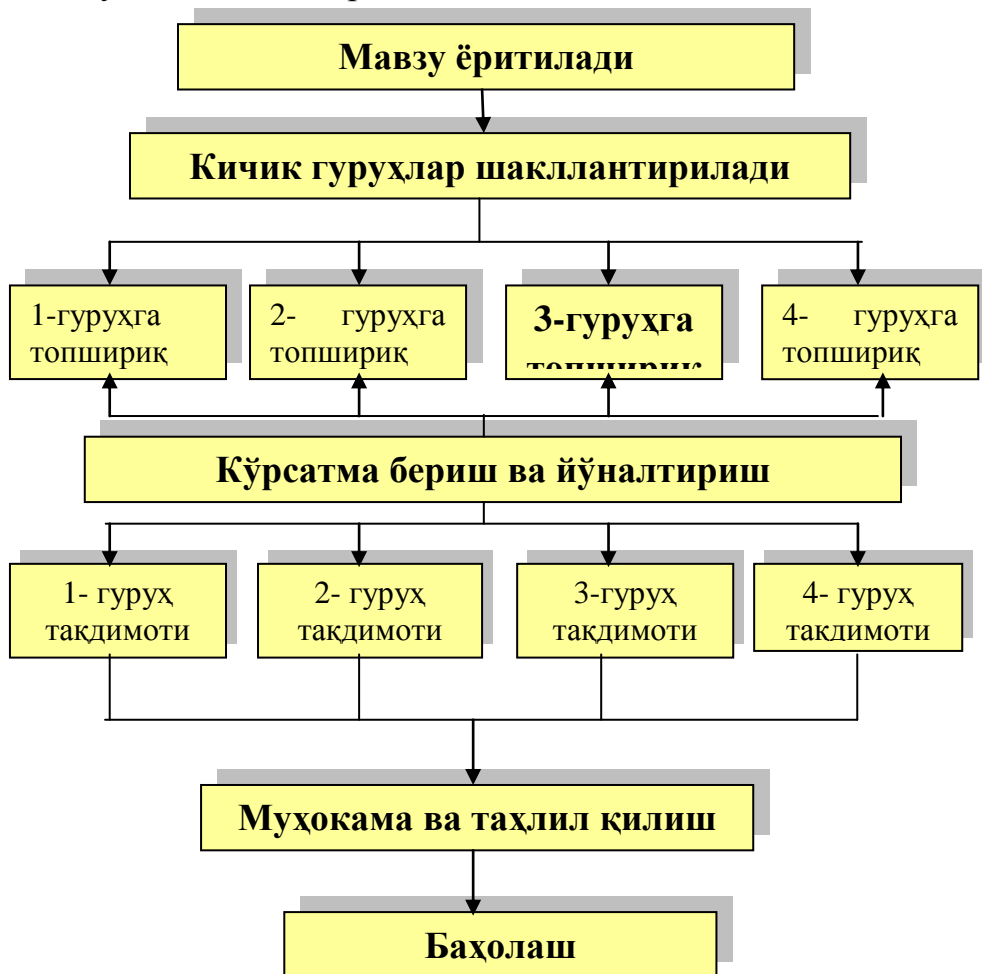 Мавзу ёритилади
Кичик гуруҳлар шакллантирилади
1-гуруҳга
топшириқ
2- гуруҳга
топшириқ
3-гуруҳга
топшириқ
4- гуруҳга
топшириқ
Кўрсатма бериш ва йўналтириш
1- гуруҳ
тақдимоти
2- гуруҳ
тақдимоти
3-гуруҳ
тақдимоти
4- гуруҳ
тақдимоти
Муҳокама ва таҳлил қилиш
Баҳолаш